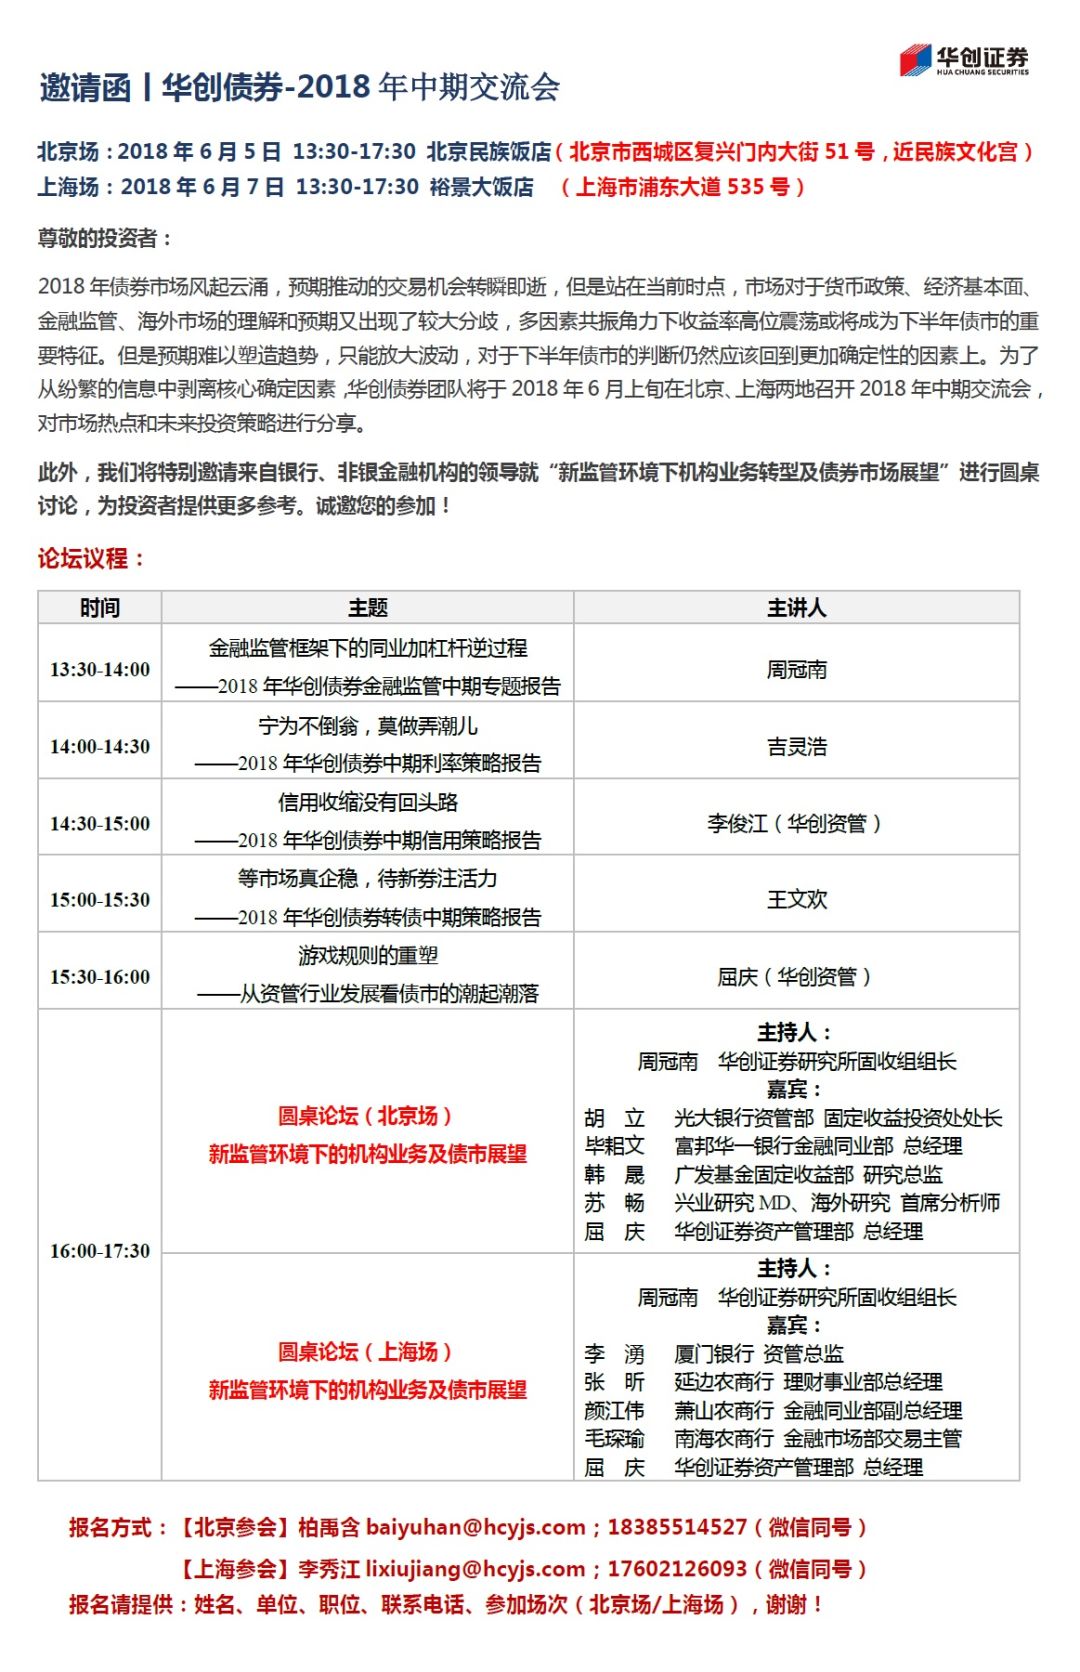 华创证券
HUA CHUANG SECURITIES
邀请函丨华创债券-2018 年中期交流会
北京场：2018 年 6 月 5 日 13:30-17:30 北京民族饭店（北京市西城区复兴门内大街 51 号，近民族文化宫）
上海场：2018 年 6 月 7 日 13:30-17:30 裕景大饭店 （上海市浦东大道 535 号）
尊敬的投资者：
2018 年债券市场风起云涌，预期推动的交易机会转瞬即逝，但是站在当前时点，市场对于货币政策、经济基本面、
金融监管、海外市场的理解和预期又出现了较大分歧，多因素共振角力下收益率高位震荡或将成为下半年债市的重
要特征。但是预期难以塑造趋势，只能放大波动，对于下半年债市的判断仍然应该回到更加确定性的因素上。为了
从纷繁的信息中剥离核心确定因素，华创债券团队将于 2018 年 6 月上旬在北京、上海两地召开 2018 年中期交流会，
对市场热点和未来投资策略进行分享。
此外，我们将特别邀请来自银行、非银金融机构的领导就“新监管环境下机构业务转型及债券市场展望”进行圆桌
讨论，为投资者提供更多参考。诚邀您的参加！
论坛议程：
时间 主题 主讲人
13:30-14:00 金融监管框架下的同业加杠杆逆过程
——2018 年华创债券金融监管中期专题报告 周冠南
14:00-14:30 宁为不倒翁，莫做弄潮儿
——2018 年华创债券中期利率策略报告 吉灵浩
14:30-15:00 信用收缩没有回头路
——2018 年华创债券中期信用策略报告 李俊江（华创资管）
15:00-15:30 等市场真企稳，待新券注活力
——2018 年华创债券转债中期策略报告 王文欢
15:30-16:00 游戏规则的重塑
——从资管行业发展看债市的潮起潮落 屈庆（华创资管）
16:00-17:30
圆桌论坛（北京场）
新监管环境下的机构业务及债市展望
主持人：
周冠南 华创证券研究所固收组组长
嘉宾：
胡 立 光大银行资管部 固定收益投资处处长
毕耜文 富邦华一银行金融同业部 总经理
韩 晟 广发基金固定收益部 研究总监
苏 畅 兴业研究 MD、海外研究 首席分析师
屈 庆 华创证券资产管理部 总经理
圆桌论坛（上海场）
新监管环境下的机构业务及债市展望
主持人：
周冠南 华创证券研究所固收组组长
嘉宾：
李 湧 厦门银行 资管总监
张 昕 延边农商行 理财事业部总经理
颜江伟 萧山农商行 金融同业部副总经理
毛琛瑜 南海农商行 金融市场部交易主管
屈 庆 华创证券资产管理部 总经理
报名方式：【北京参会】柏禹含 baiyuhan@hcyjs.com；18385514527（微信同号）
【上海参会】李秀江 lixiujiang@hcyjs.com；17602126093（微信同号）
报名请提供：姓名、单位、职位、联系电话、参加场次（北京场/上海场），谢谢！